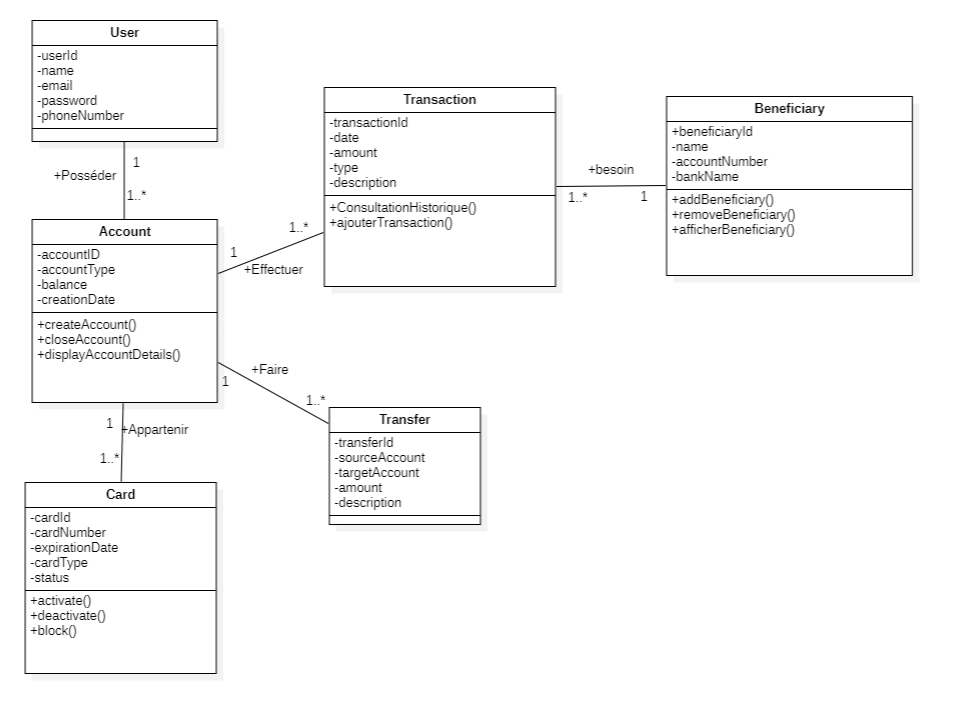 User
-userId
-name
-email
-password
-phoneNumber
1
+Posséder
1..*
Account
-accountID
-accountType
-balance
-creationDate
+createAccount()
+closeAccount()
+displayAccountDetails()
1
+Effectuer
1..*
Transaction
-transactionId
-date
-amount
-type
-description
+ConsultationHistorique()
+ajouterTransaction()
+besoin
1..*
1
Beneficiary
+beneficiaryId
-name
-accountNumber
-bankName
+addBeneficiary()
+removeBeneficiary()
+afficherBeneficiary()
+Faire
1
1..*
Transfer
-transferId
-sourceAccount
-targetAccount
-amount
-description
1
+Appartenir
1..*
Card
-cardId
-cardNumber
-expirationDate
-cardType
-status
+activate()
+deactivate()
+block()